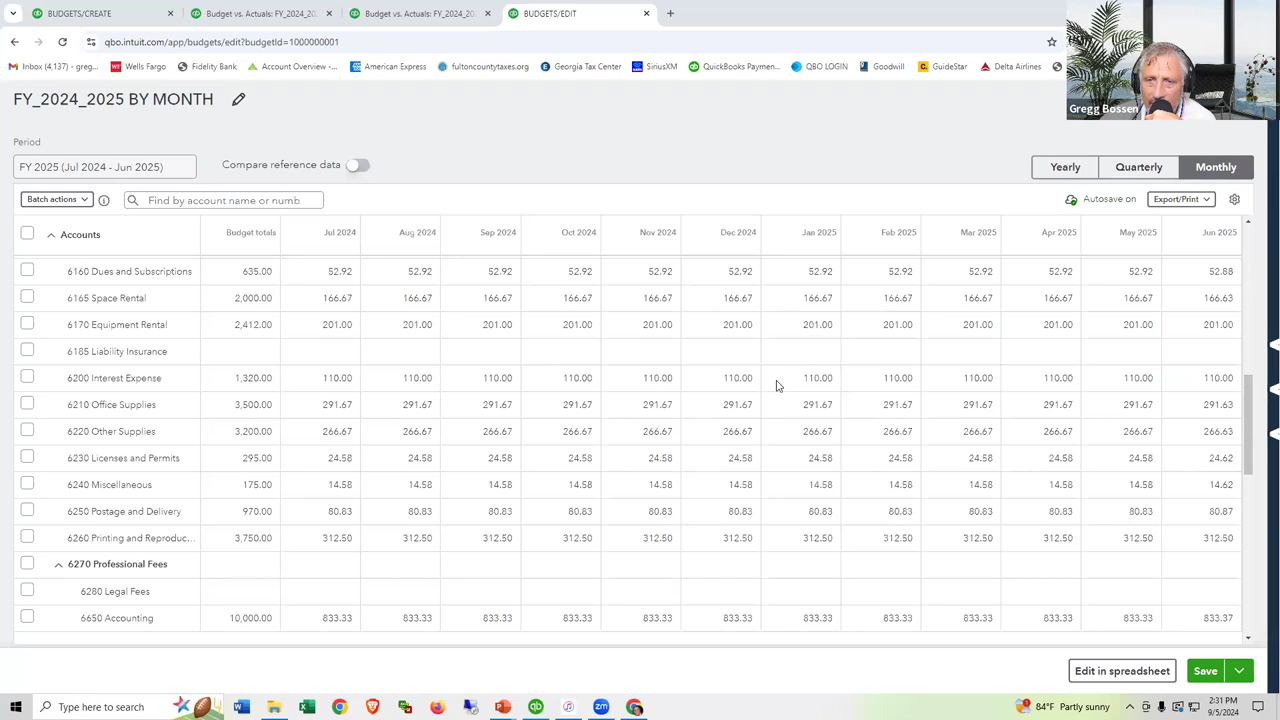 BUDGETS/CREATE
Budget vs. Actuals: FY_2024_20
Budget vs. Actuals: FY_2024_202
BUDGETS/EDIT
qbo.intuit.com/app/budgets/edit?budgetId=1000000001
Inbox (4,137) - greg... Wells Fargo Fidelity Bank Account Overview -... American Express fultoncountytaxes.org Georgia Tax Center SiriusXM QuickBooks Paymen... QBO LOGIN Goodwill GuideStar Delta Airlines
Gregg Bossen
FY_2024_2025 BY MONTH
Period
FY 2025 (Jul 2024 - Jun 2025) Compare reference data Yearly Quarterly Monthly
Batch actions Find by account name or numb Autosave on Export/Print
Accounts Budget totals Jul 2024 Aug 2024 Sep 2024 Oct 2024 Nov 2024 Dec 2024 Jan 2025 Feb 2025 Mar 2025 Apr 2025 May 2025 Jun 2025
6160 Dues and Subscriptions 635.00 52.92 52.92 52.92 52.92 52.92 52.92 52.92 52.92 52.92 52.92 52.92 52.88
6165 Space Rental 2,000.00 166.67 166.67 166.67 166.67 166.67 166.67 166.67 166.67 166.67 166.67 166.67 166.63
6170 Equipment Rental 2,412.00 201.00 201.00 201.00 201.00 201.00 201.00 201.00 201.00 201.00 201.00 201.00 201.00
6185 Liability Insurance
6200 Interest Expense 1,320.00 110.00 110.00 110.00 110.00 110.00 110.00 110.00 110.00 110.00 110.00 110.00 110.00
6210 Office Supplies 3,500.00 291.67 291.67 291.67 291.67 291.67 291.67 291.67 291.67 291.67 291.67 291.67 291.63
6220 Other Supplies 3,200.00 266.67 266.67 266.67 266.67 266.67 266.67 266.67 266.67 266.67 266.67 266.67 266.63
6230 Licenses and Permits 295.00 24.58 24.58 24.58 24.58 24.58 24.58 24.58 24.58 24.58 24.58 24.58 24.62
6240 Miscellaneous 175.00 14.58 14.58 14.58 14.58 14.58 14.58 14.58 14.58 14.58 14.58 14.58 14.62
6250 Postage and Delivery 970.00 80.83 80.83 80.83 80.83 80.83 80.83 80.83 80.83 80.83 80.83 80.83 80.87
6260 Printing and Reproduc... 3,750.00 312.50 312.50 312.50 312.50 312.50 312.50 312.50 312.50 312.50 312.50 312.50 312.50
6270 Professional Fees
6280 Legal Fees
6650 Accounting 10,000.00 833.33 833.33 833.33 833.33 833.33 833.33 833.33 833.33 833.33 833.33 833.33 833.37
Edit in spreadsheet Save
Type here to search 84°F Partly sunny 2:31 PM
9/5/2024